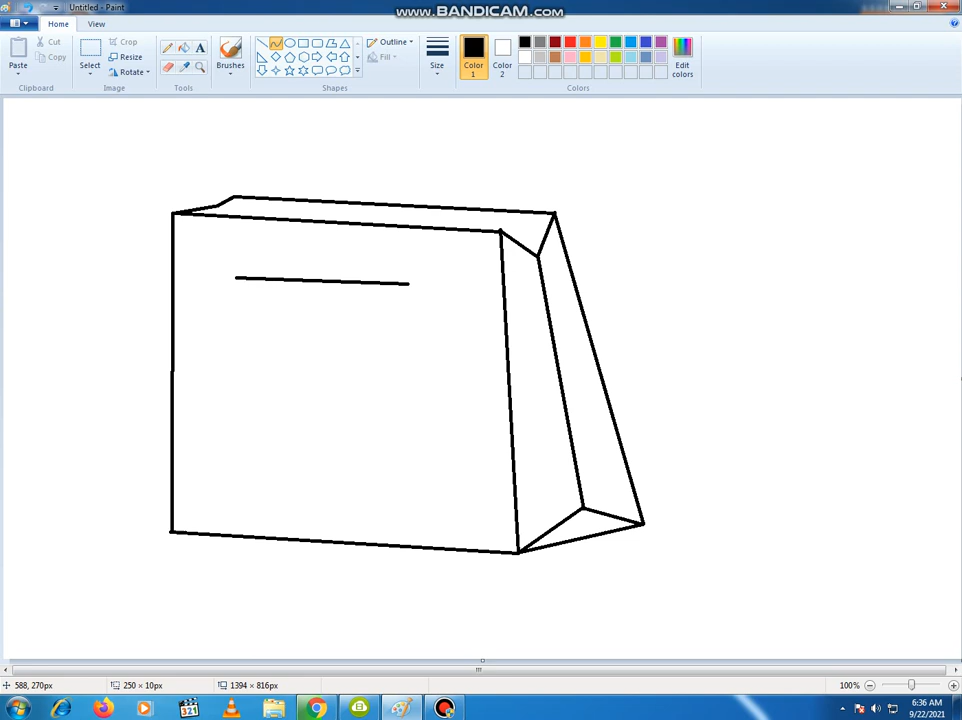 www.BANDICAM.com
Untitled - Paint
Home View
Paste
Cut
Copy
Clipboard
Select
Crop
Resize
Rotate
Image
A
Tools
Brushes
Outline
Fill
Shapes
Size
Color 1
Color 2
Edit colors
Colors
588, 270px
250 × 10px
1394 × 816px
100%
321
6:36 AM
9/22/2021